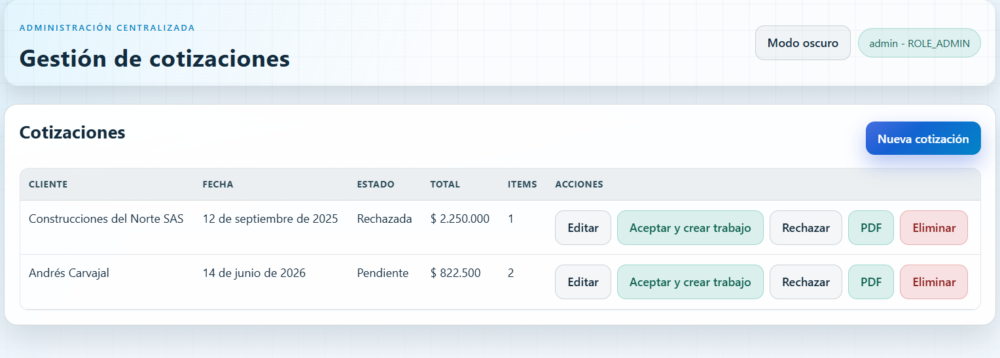 ADMINISTRACIÓN CENTRALIZADA
Gestión de cotizaciones
Modo oscuro
admin - ROLE_ADMIN
Cotizaciones
Nueva cotización
CLIENTE FECHA ESTADO TOTAL ITEMS ACCIONES
Construcciones del Norte SAS 12 de septiembre de 2025 Rechazada $ 2.250.000 1 Editar Aceptar y crear trabajo Rechazar PDF Eliminar
Andrés Carvajal 14 de junio de 2026 Pendiente $ 822.500 2 Editar Aceptar y crear trabajo Rechazar PDF Eliminar